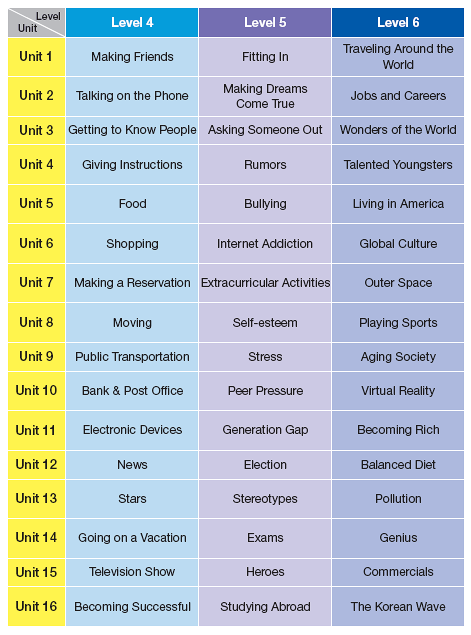 Level
Unit
Level 4
Level 5
Level 6
Unit 1
Making Friends
Fitting In
Traveling Around the
World
Unit 2
Talking on the Phone
Making Dreams
Come True
Jobs and Careers
Unit 3
Getting to Know People
Asking Someone Out
Wonders of the World
Unit 4
Giving Instructions
Rumors
Talented Youngsters
Unit 5
Food
Bullying
Living in America
Unit 6
Shopping
Internet Addiction
Global Culture
Unit 7
Making a Reservation
Extracurricular Activities
Outer Space
Unit 8
Moving
Self-esteem
Playing Sports
Unit 9
Public Transportation
Stress
Aging Society
Unit 10
Bank & Post Office
Peer Pressure
Virtual Reality
Unit 11
Electronic Devices
Generation Gap
Becoming Rich
Unit 12
News
Election
Balanced Diet
Unit 13
Stars
Stereotypes
Pollution
Unit 14
Going on a Vacation
Exams
Genius
Unit 15
Television Show
Heroes
Commercials
Unit 16
Becoming Successful
Studying Abroad
The Korean Wave